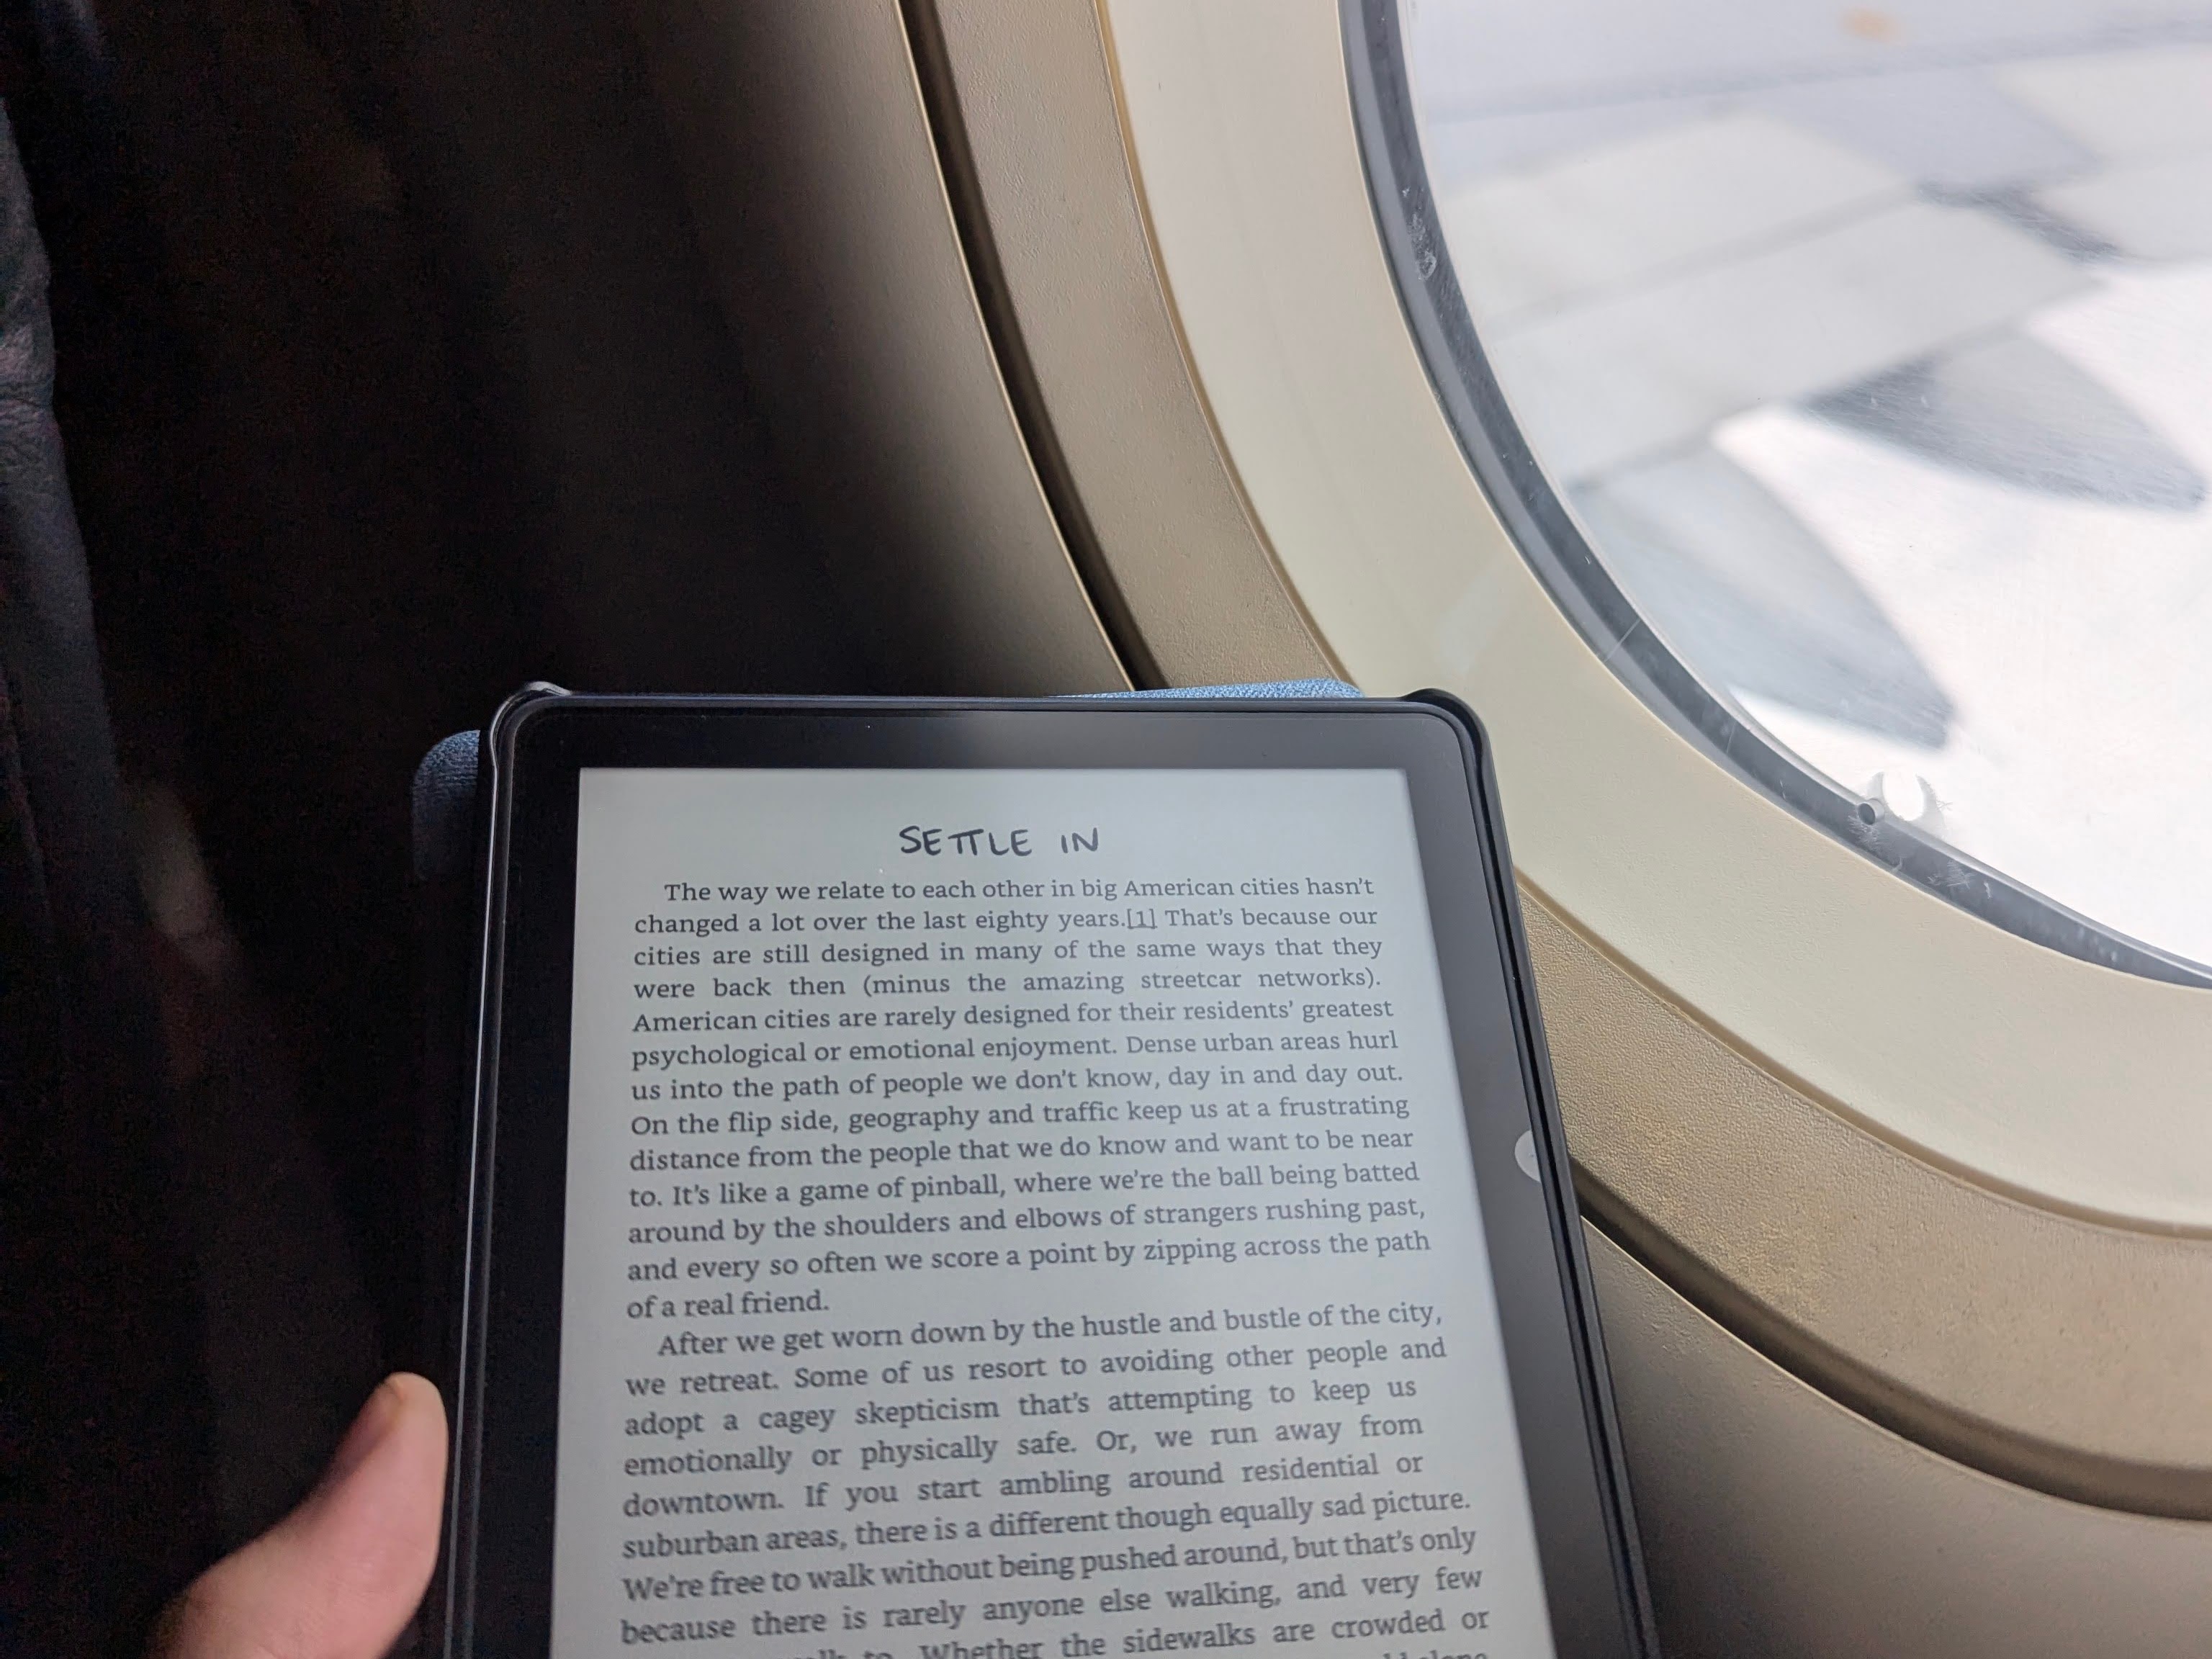 SETTLE IN
The way we relate to each other in big American cities hasn't
changed a lot over the last eighty years.[1] That's because our
cities are still designed in many of the same ways that they
were back then (minus the amazing streetcar networks).
American cities are rarely designed for their residents' greatest
psychological or emotional enjoyment. Dense urban areas hurl
us into the path of people we don't know, day in and day out.
On the flip side, geography and traffic keep us at a frustrating
distance from the people that we do know and want to be near
to. It's like a game of pinball, where we're the ball being batted
around by the shoulders and elbows of strangers rushing past,
and every so often we score a point by zipping across the path
of a real friend.
After we get worn down by the hustle and bustle of the city,
we retreat. Some of us resort to avoiding other people and
adopt a cagey skepticism that's attempting to keep us
emotionally or physically safe. Or, we run away from
downtown. If you start ambling around residential or
suburban areas, there is a different though equally sad picture.
We're free to walk without being pushed around, but that's only
because there is rarely anyone else walking, and very few
to. Whether the sidewalks are crowded or